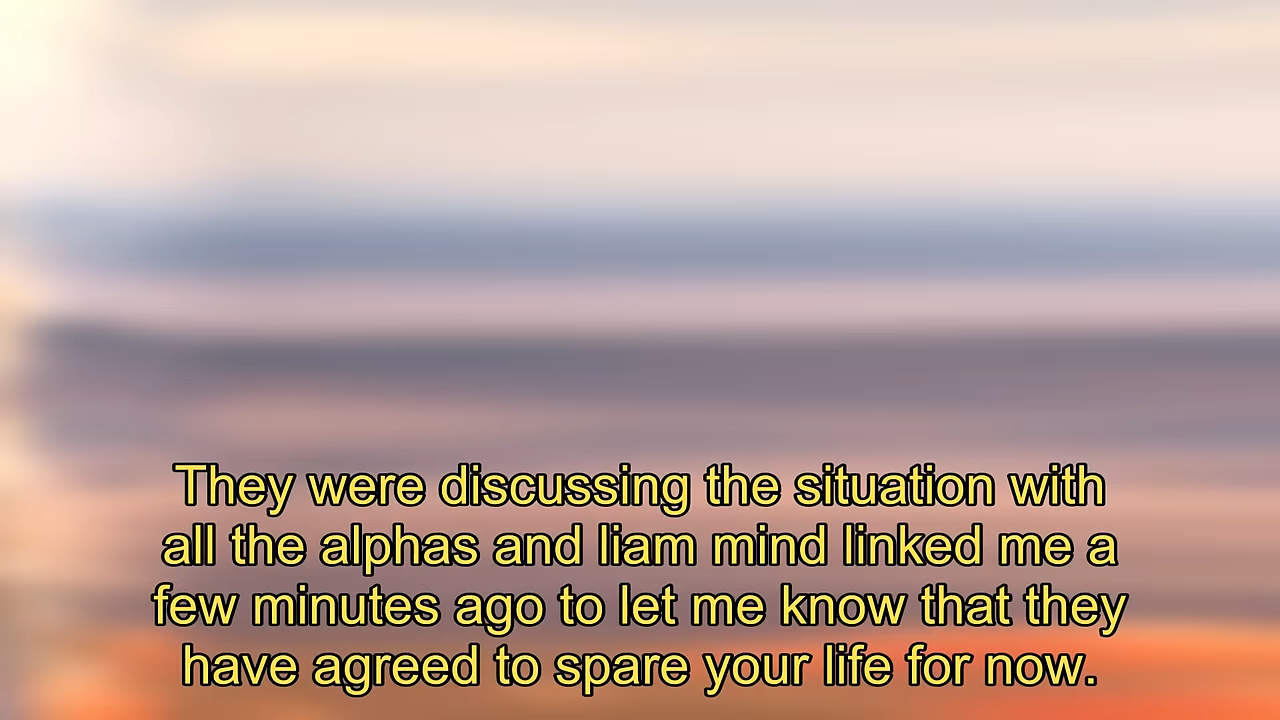 They were discussing the situation with
all the alphas and liam mind linked me a
few minutes ago to let me know that they
have agreed to spare your life for now.